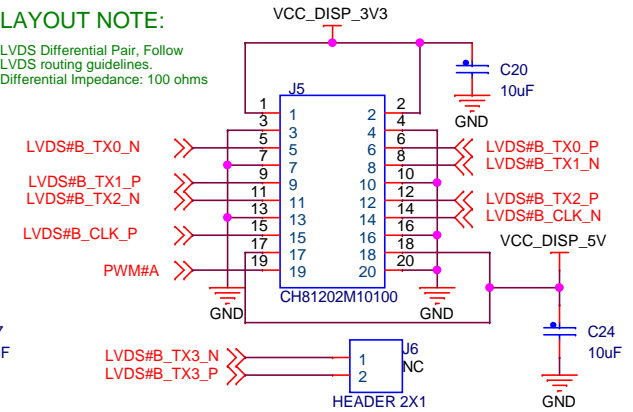 LAYOUT NOTE:
LVDS Differential Pair, Follow
LVDS routing guidelines.
Differential Impedance: 100 ohms
VCC_DISP_3V3
C20
10uF
GND
J5
1 1 2 2
3 3 4 4
LVDS#B_TX0_N 5 5 6 6 LVDS#B_TX0_P
7 7 8 8 LVDS#B_TX1_N
LVDS#B_TX1_P 9 9 10 10
LVDS#B_TX2_N 11 11 12 12 LVDS#B_TX2_P
13 13 14 14 LVDS#B_CLK_N
LVDS#B_CLK_P 15 15 16 16
17 17 18 18
PWM#A 19 19 20 20
CH81202M10100
GND
GND
VCC_DISP_5V
C24
10uF
GND
F
LVDS#B_TX3_N 1
LVDS#B_TX3_P 2
J6
NC
HEADER 2X1